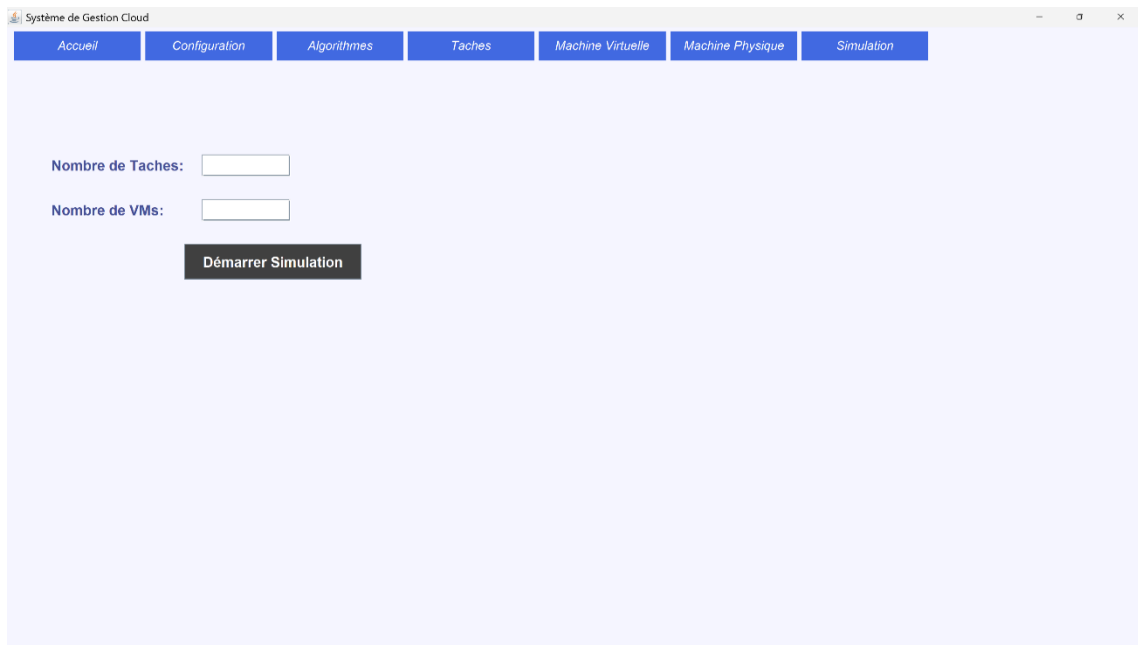 Système de Gestion Cloud
Accueil Configuration Algorithmes Taches Machine Virtuelle Machine Physique Simulation
Nombre de Taches:
Nombre de VMs:
Démarrer Simulation